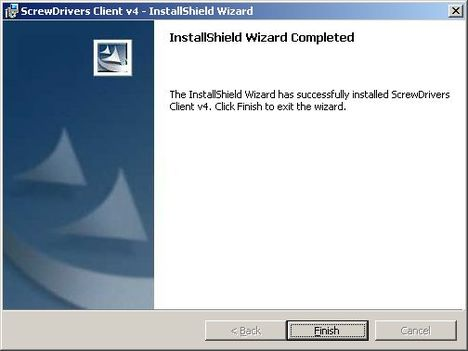 ScrewDrivers Client v4 - InstallShield Wizard
InstallShield Wizard Completed
The InstallShield Wizard has successfully installed ScrewDrivers
Client v4. Click Finish to exit the wizard.
< Back Finish Cancel